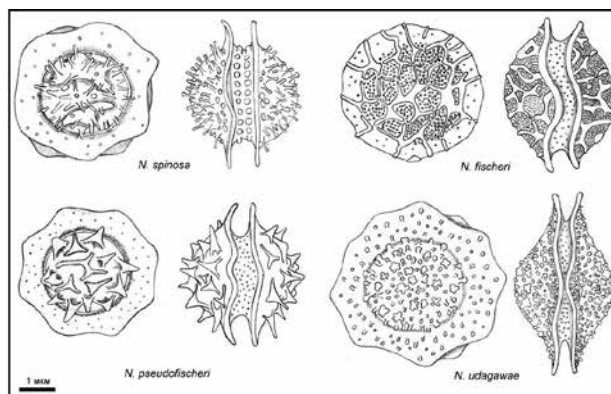 N. spinosa
N. fischeri
N. pseudofischeri
N. udagawae
1 мкм